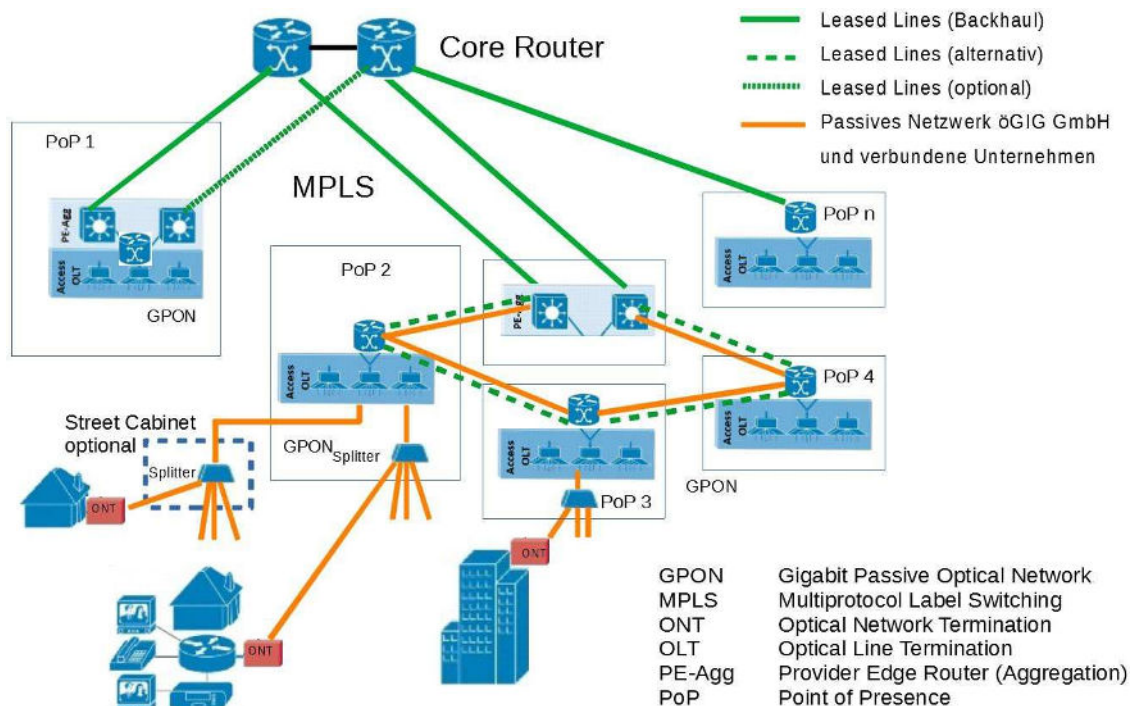 Core Router
Leased Lines (Backhaul)
Leased Lines (alternativ)
Leased Lines (optional)
Passives Netzwerk öGIG GmbH
und verbundene Unternehmen
PoP 1
MPLS
PE-Agg
Access
OLT
GPON
PoP n
Access
OLT
PoP 2
PE-Agg
Access
OLT
PoP 4
Access
OLT
Street Cabinet
optional
Splitter
GPON
Splitter
Access
OLT
GPON
PoP 3
ONT
ONT
ONT
GPON Gigabit Passive Optical Network
MPLS Multiprotocol Label Switching
ONT Optical Network Termination
OLT Optical Line Termination
PE-Agg Provider Edge Router (Aggregation)
PoP Point of Presence